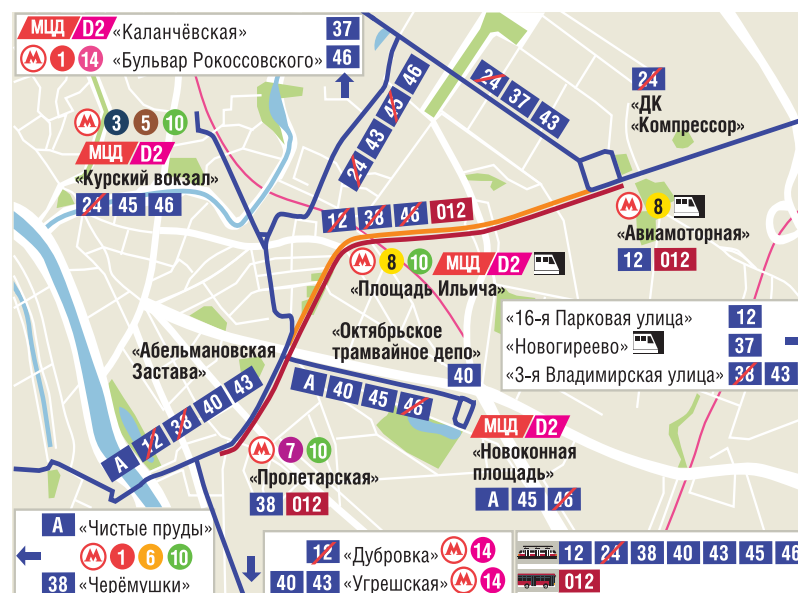 МЦД D2 «Каланчёвская» 37
М 1 14 «Бульвар Рокоссовского» 46
24 43 45 46
24 37 43
24
«ДК
«Компрессор»
М 3 5 10
МЦД D2
«Курский вокзал»
24 45 46
12 38 46 012
М 8
«Авиамоторная»
12 012
М 8 10 МЦД D2
«Площадь Ильича»
«16-я Парковая улица» 12
«Новогиреево» 37
«3-я Владимирская улица» 38 43
«Октябрьское
трамвайное депо»
40
«Абельмановская
Застава»
А 12 38 40 43
А 40 45 46
МЦД D2
«Новоконная
площадь»
А 45 46
М 7 10
«Пролетарская»
38 012
А «Чистые пруды»
М 1 6 10
38 «Черёмушки»
12 «Дубровка» М 14
40 43 «Угрешская» М 14
12 24 38 40 43 45 46
012